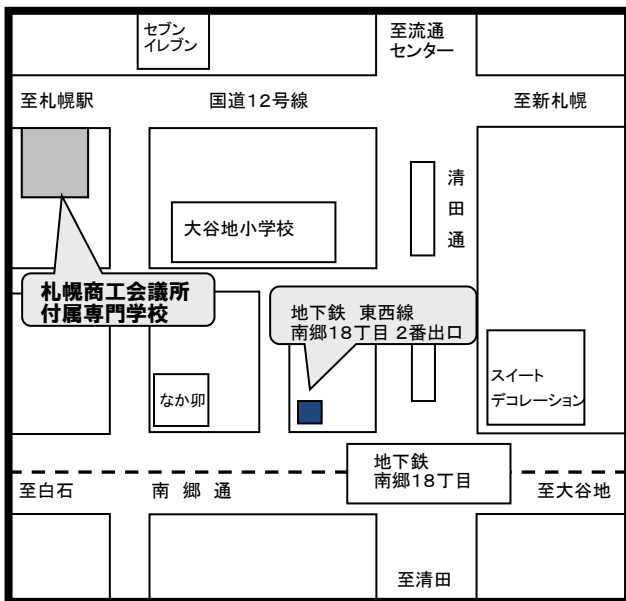 セブン
イレブン
至流通
センター
至札幌駅
国道12号線
至新札幌
清田通
大谷地小学校
札幌商工会議所
付属専門学校
地下鉄 東西線
南郷18丁目 2番出口
なか卯
スイート
デコレーション
地下鉄
南郷18丁目
至白石
南郷通
至大谷地
至清田